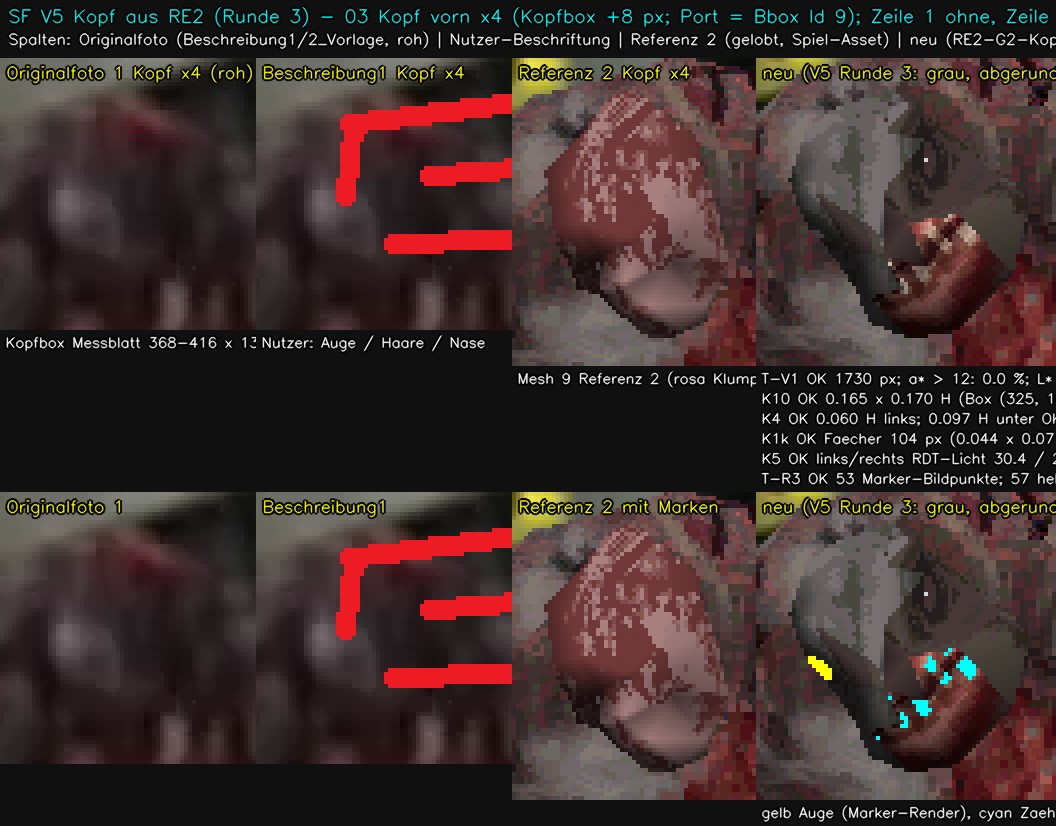 SF V5 Kopf aus RE2 (Runde 3) – 03 Kopf vorn x4 (Kopfbox +8 px; Port = Bbox Id 9); Zeile 1 ohne, Zeile
Spalten: Originalfoto (Beschreibung1/2_Vorlage, roh) | Nutzer-Beschriftung | Referenz 2 (gelobt, Spiel-Asset) | neu (RE2-G2-Kop
Originalfoto 1 Kopf x4 (roh)
Beschreibung1 Kopf x4
Referenz 2 Kopf x4
neu (V5 Runde 3: grau, abgerund
Kopfbox Messblatt 368-416 x 13
Nutzer: Auge / Haare / Nase
Mesh 9 Referenz 2 (rosa Klump
T-V1 OK 1730 px; a* > 12: 0.0 %; L*
K10 OK 0.165 x 0.170 H (Box (325, 1
K4 OK 0.060 H links; 0.097 H unter OK
K1k OK Faecher 104 px (0.044 x 0.07
K5 OK links/rechts RDT-Licht 30.4 / 2
T-R3 OK 53 Marker-Bildpunkte; 57 hel
Originalfoto 1
Beschreibung1
Referenz 2 mit Marken
neu (V5 Runde 3: grau, abgerund
gelb Auge (Marker-Render), cyan Zaeh